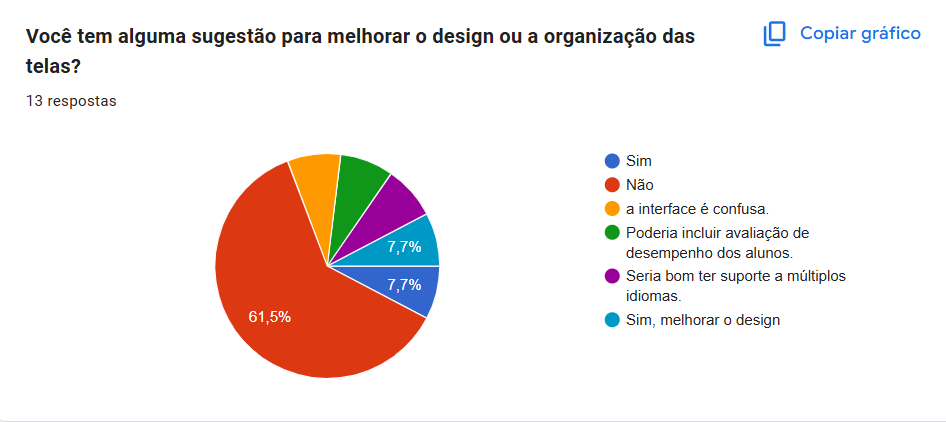 Você tem alguma sugestão para melhorar o design ou a organização das
telas?
Copiar gráfico
13 respostas
7,7%
7,7%
61,5%
Sim
Não
a interface é confusa.
Poderia incluir avaliação de
desempenho dos alunos.
Seria bom ter suporte a múltiplos
idiomas.
Sim, melhorar o design